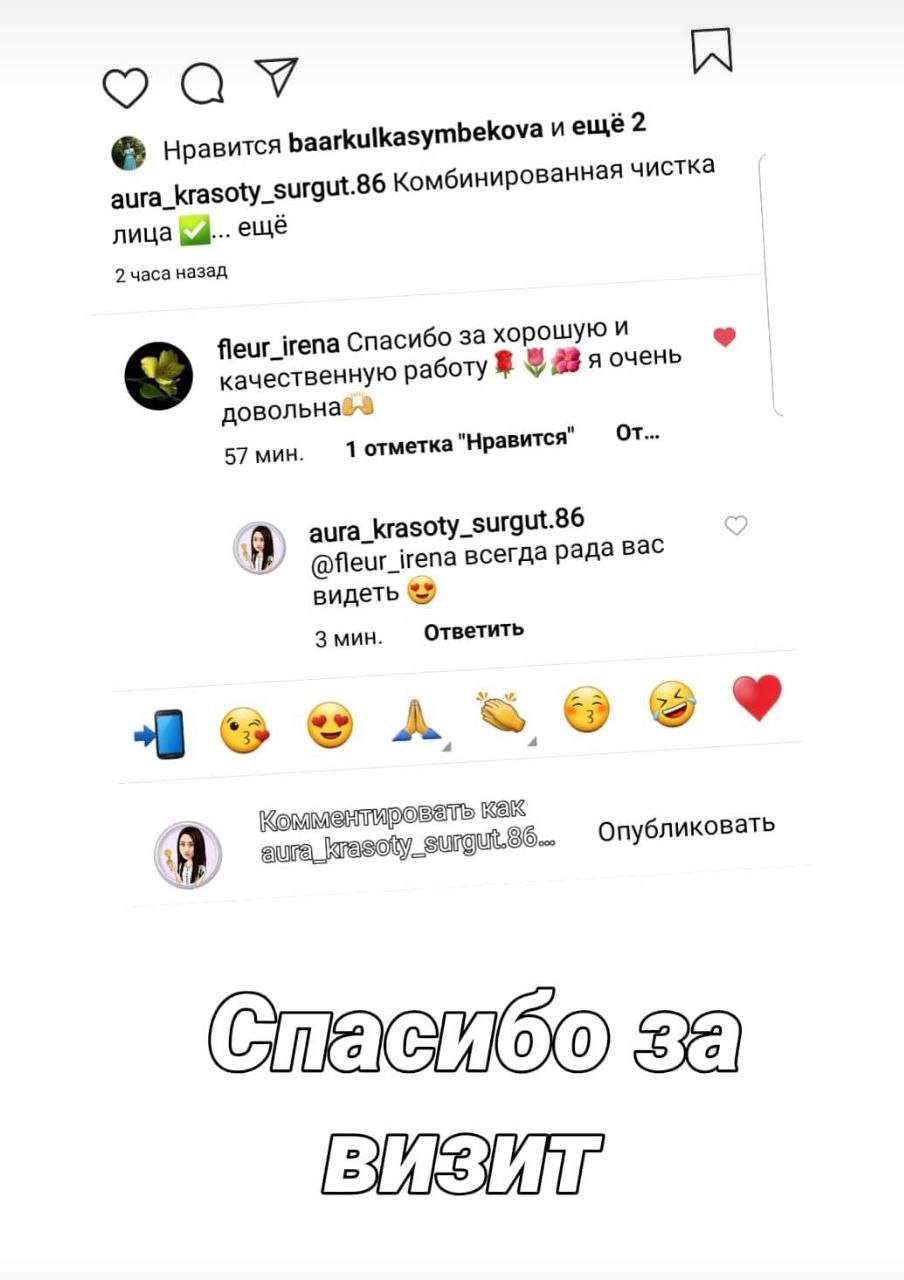 Нравится baarkulkasymbekova и ещё 2
aura_krasoty_surgut.86 Комбинированная чистка
лица ✅... ещё
2 часа назад
fleur_irena Спасибо за хорошую и
качественную работу🌹🌷🌺 я очень
довольна🙌
57 мин. 1 отметка "Нравится" От...
aura_krasoty_surgut.86
@fleur_irena всегда рада вас
видеть 😍
3 мин. Ответить
Комментировать как
aura_krasoty_surgut.86...
Опубликовать
Спасибо за
визит